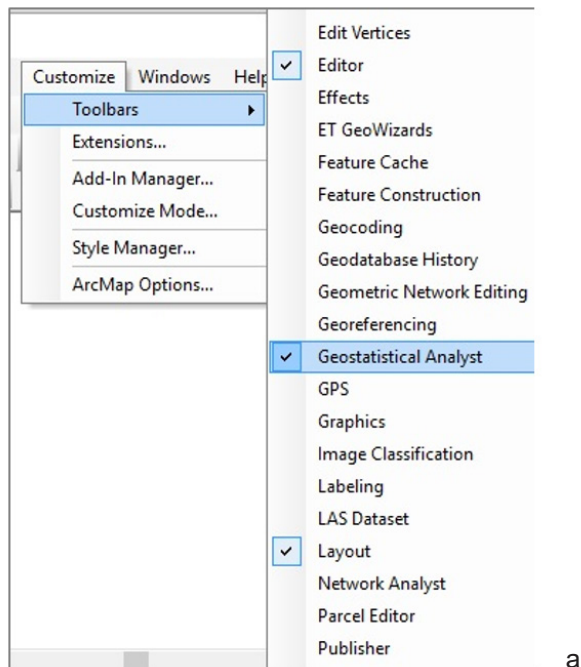 Customize Windows Help
Toolbars
Extensions...
Add-In Manager...
Customize Mode...
Style Manager...
ArcMap Options...
Edit Vertices
Editor
Effects
ET GeoWizards
Feature Cache
Feature Construction
Geocoding
Geodatabase History
Geometric Network Editing
Georeferencing
Geostatistical Analyst
GPS
Graphics
Image Classification
Labeling
LAS Dataset
Layout
Network Analyst
Parcel Editor
Publisher
a